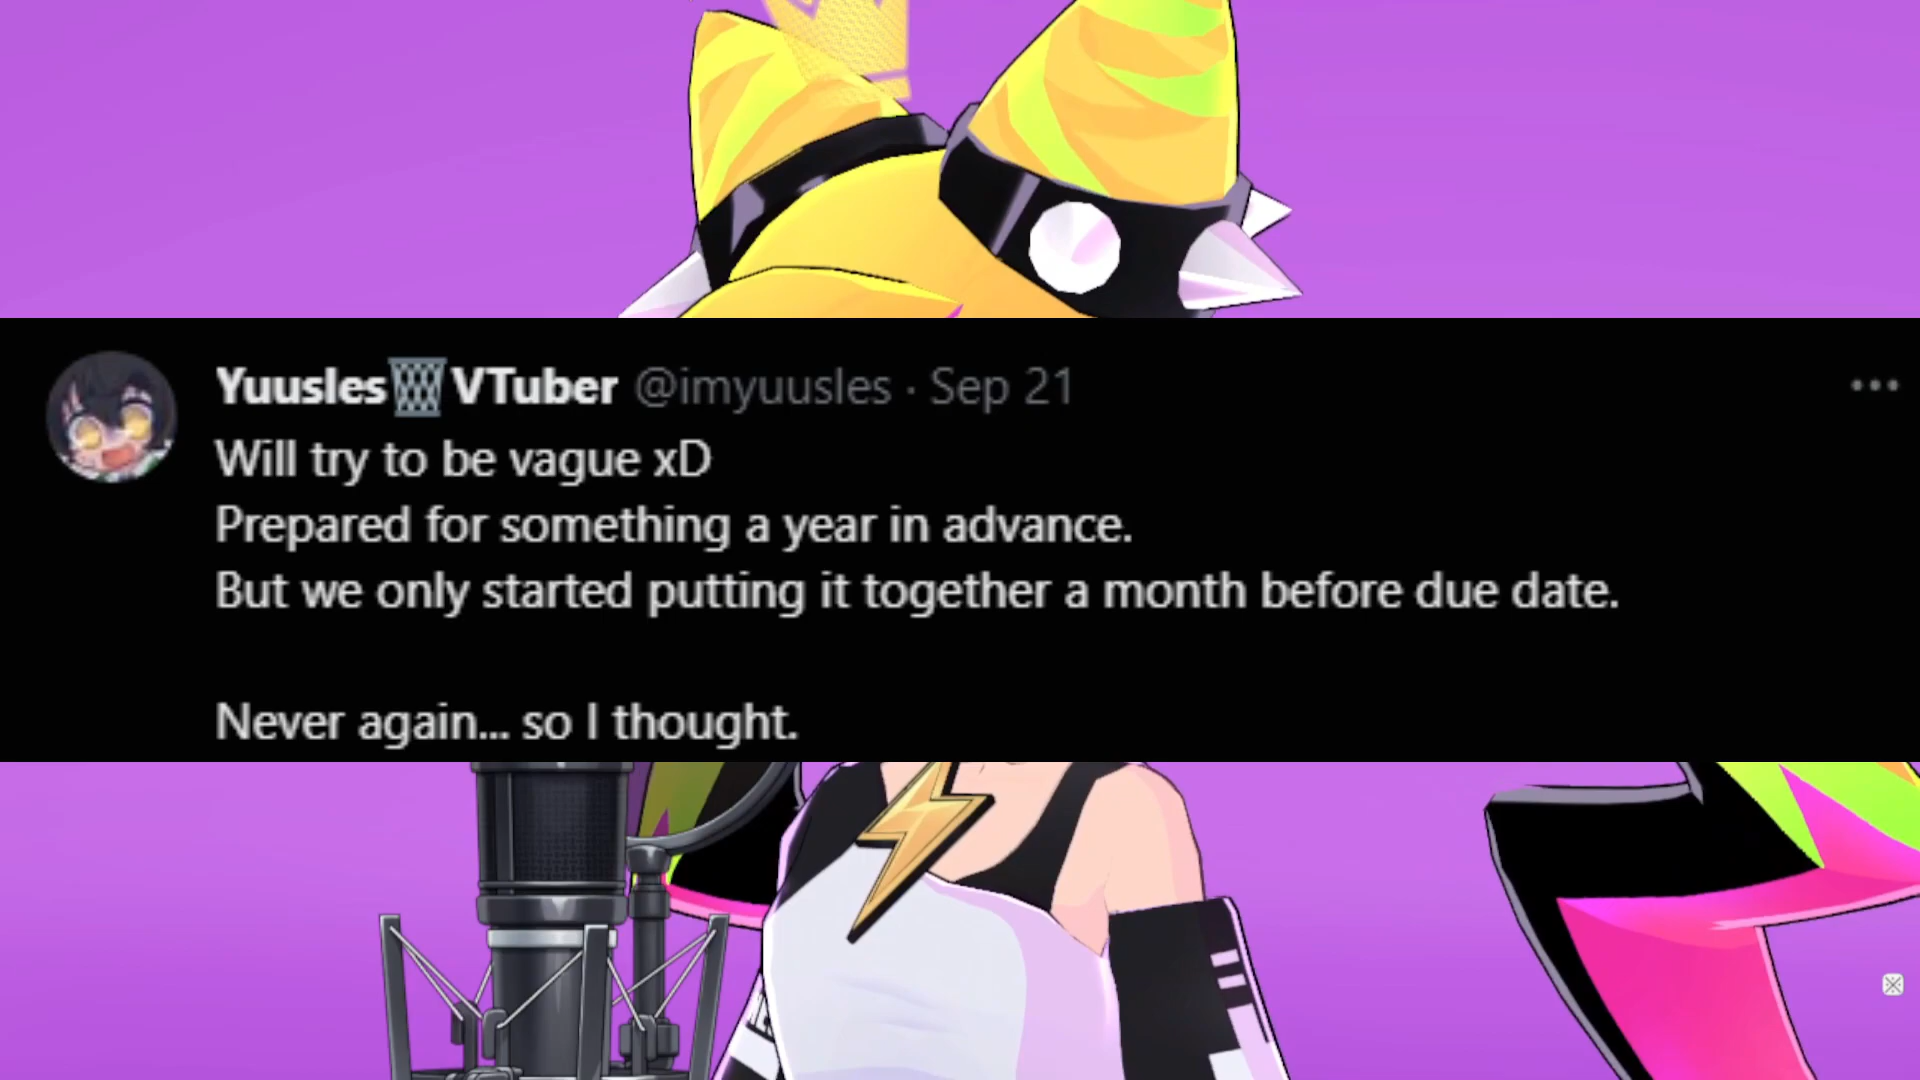 Yuusles🗑VTuber @imyuusles · Sep 21
Will try to be vague xD
Prepared for something a year in advance.
But we only started putting it together a month before due date.
Never again... so I thought.